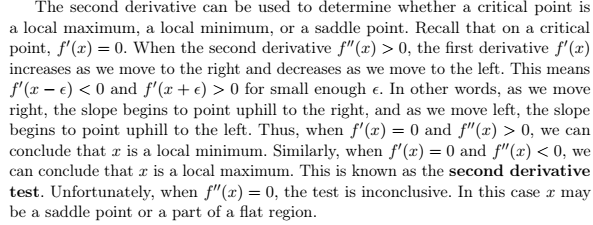 The second derivative can be used to determine whether a critical point is
a local maximum, a local minimum, or a saddle point. Recall that on a critical
point, f′(x) = 0. When the second derivative f″(x) > 0, the first derivative f′(x)
increases as we move to the right and decreases as we move to the left. This means
f′(x − ϵ) < 0 and f′(x + ϵ) > 0 for small enough ϵ. In other words, as we move
right, the slope begins to point uphill to the right, and as we move left, the slope
begins to point uphill to the left. Thus, when f′(x) = 0 and f″(x) > 0, we can
conclude that x is a local minimum. Similarly, when f′(x) = 0 and f″(x) < 0, we
can conclude that x is a local maximum. This is known as the second derivative
test. Unfortunately, when f″(x) = 0, the test is inconclusive. In this case x may
be a saddle point or a part of a flat region.